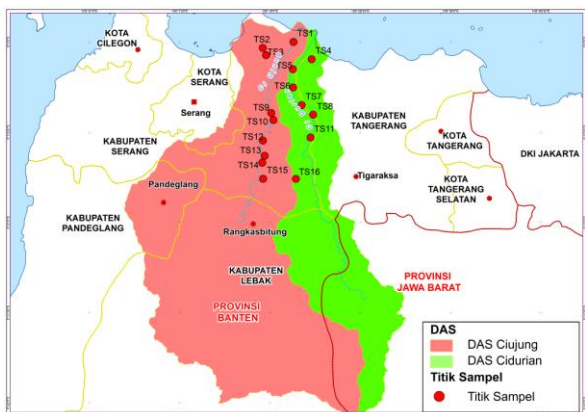 KOTA
CILEGON
TS2
TS1
TS3
TS4
TS5
TS6
KOTA
SERANG
Serang
TS7
TS8
TS9
TS10
TS11
TS12
TS13
TS14
TS15
TS16
KABUPATEN
SERANG
KABUPATEN
TANGERANG
KOTA
TANGERANG
DKI JAKARTA
Tigaraksa
KOTA
TANGERANG
SELATAN
Pandeglang
KABUPATEN
PANDEGLANG
Rangkasbitung
KABUPATEN
LEBAK
PROVINSI
BANTEN
PROVINSI
JAWA BARAT
DAS
DAS Ciujung
DAS Cidurian
Titik Sampel
Titik Sampel